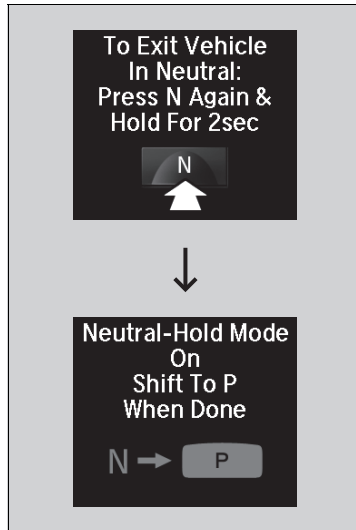 To Exit Vehicle
In Neutral:
Press N Again &
Hold For 2sec
N
Neutral-Hold Mode
On
Shift To P
When Done
N → P